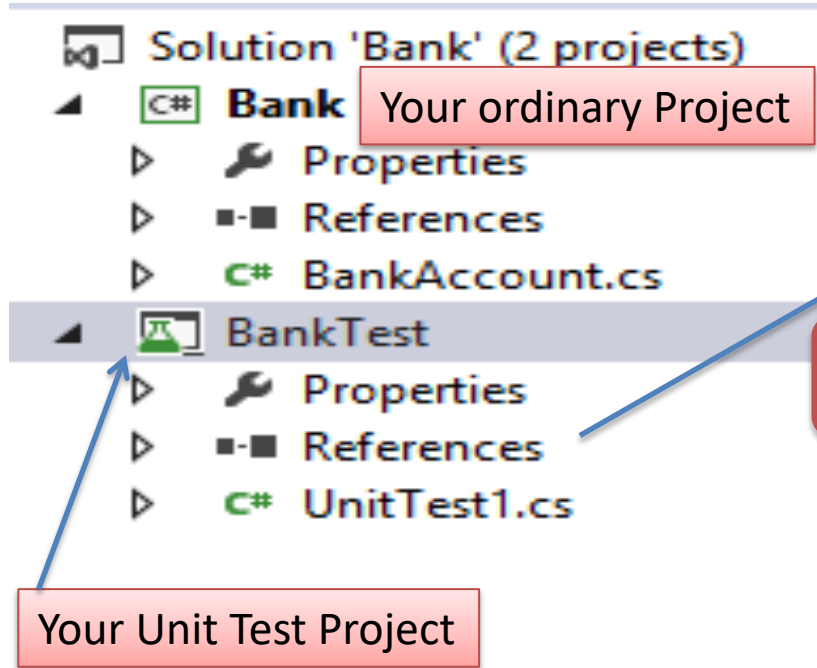 Solution 'Bank' (2 projects)
C# Bank
Your ordinary Project
Properties
References
C# BankAccount.cs
BankTest
Properties
References
C# UnitTest1.cs
Your Unit Test Project